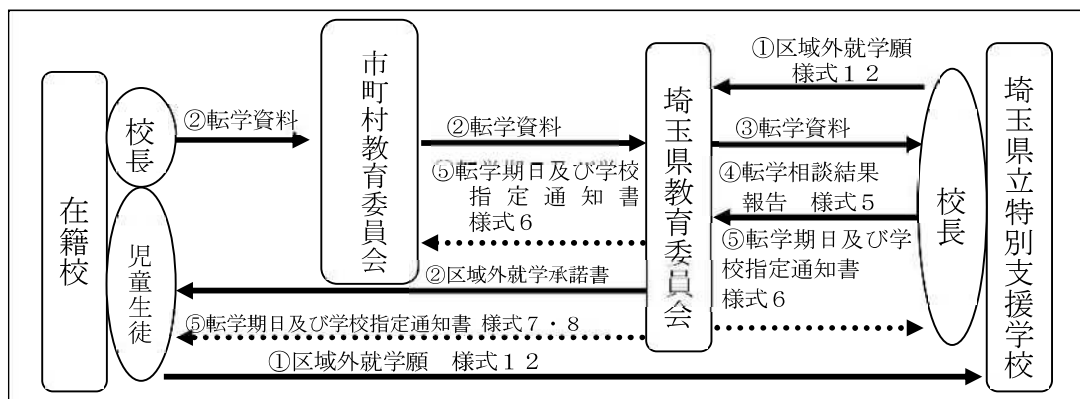 在籍校
校長
児童生徒
②転学資料
市町村教育委員会
②転学資料
⑤転学期日及び学校
指定通知書
様式6
②区域外就学承諾書
⑤転学期日及び学校指定通知書 様式7・8
①区域外就学願 様式12
埼玉県教育委員会
①区域外就学願
様式12
③転学資料
④転学相談結果
報告 様式5
⑤転学期日及び学
校指定通知書
様式6
校長
埼玉県立特別支援学校